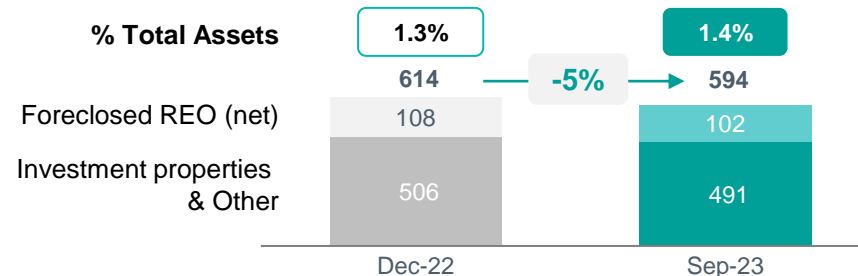 % Total Assets 1.3% 1.4%
614 -5% 594
Foreclosed REO (net) 108 102
Investment properties
& Other 506 491
Dec-22 Sep-23